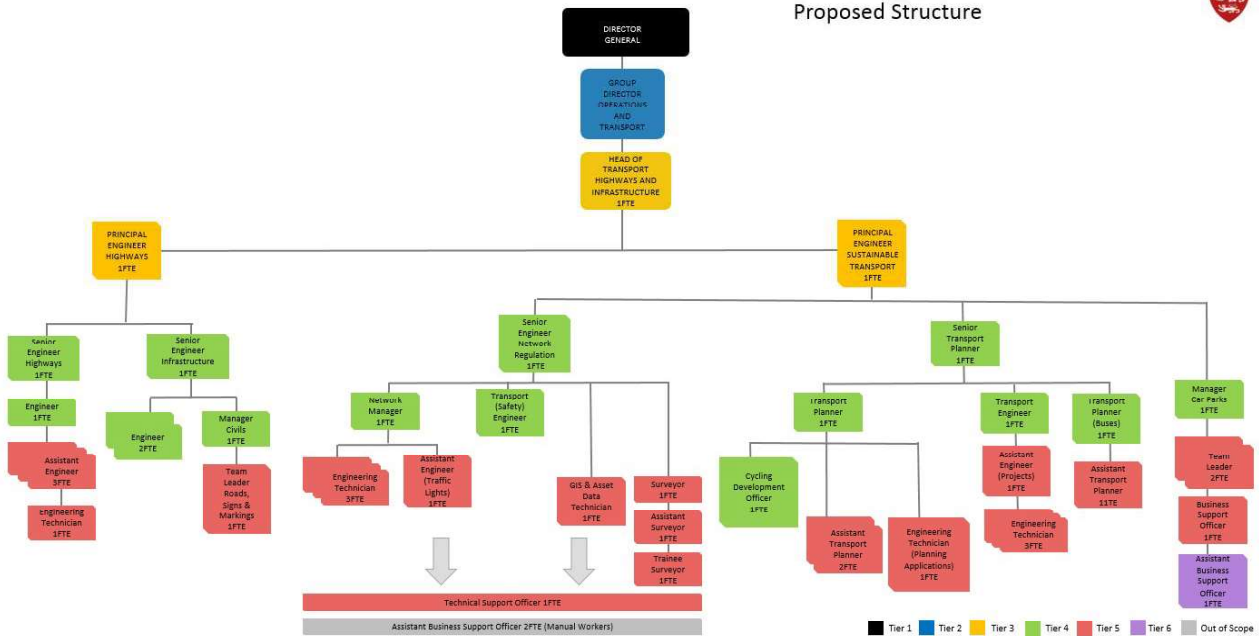 Proposed Structure
DIRECTOR
GENERAL
GROUP
DIRECTOR
OPERATIONS
AND
TRANSPORT
HEAD OF
TRANSPORT
HIGHWAYS AND
INFRASTRUCTURE
1FTE
PRINCIPAL
ENGINEER
HIGHWAYS
1FTE
PRINCIPAL
ENGINEER
SUSTAINABLE
TRANSPORT
1FTE
Senior
Engineer
Highways
1FTE
Engineer
1FTE
Assistant
Engineer
3FTE
Engineering
Technician
1FTE
Senior
Engineer
Infrastructure
1FTE
Engineer
2FTE
Manager
Civils
1FTE
Team
Leader
Roads,
Signs &
Markings
1FTE
Senior
Engineer
Network
Regulation
1FTE
Network
Manager
1FTE
Engineering
Technician
3FTE
Assistant
Engineer
(Traffic
Lights)
1FTE
Transport
(Safety)
Engineer
1FTE
GIS & Asset
Data
Technician
1FTE
Surveyor
1FTE
Assistant
Surveyor
1FTE
Trainee
Surveyor
1FTE
Technical Support Officer 1FTE
Assistant Business Support Officer 2FTE (Manual Workers)
Senior
Transport
Planner
1FTE
Transport
Planner
1FTE
Cycling
Development
Officer
1FTE
Assistant
Transport
Planner
2FTE
Engineering
Technician
(Planning
Applications)
1FTE
Transport
Engineer
1FTE
Assistant
Engineer
(Projects)
1FTE
Engineering
Technician
3FTE
Transport
Planner
(Buses)
1FTE
Assistant
Transport
Planner
11TE
Manager
Car Parks
1FTE
Team
Leader
2FTE
Business
Support
Officer
1FTE
Assistant
Business
Support
Officer
1FTE
Tier 1
Tier 2
Tier 3
Tier 4
Tier 5
Tier 6
Out of Scope